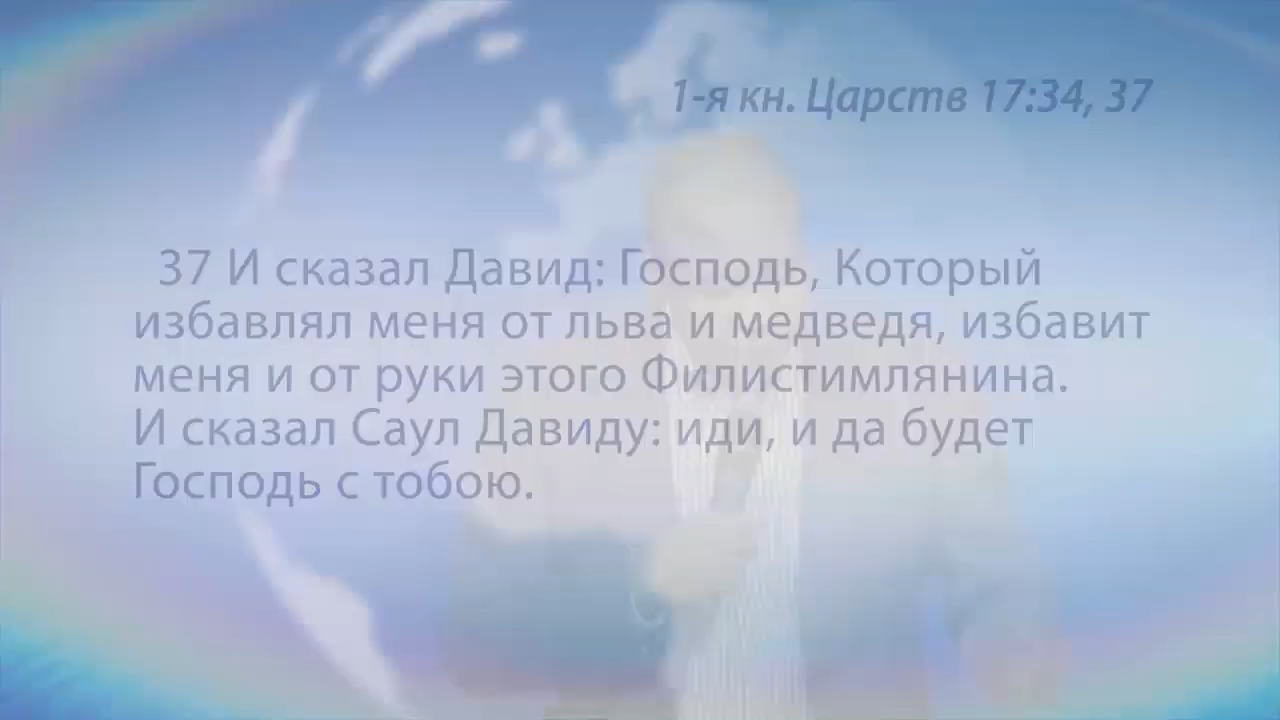 1-я кн. Царств 17:34, 37
37 И сказал Давид: Господь, Который
избавлял меня от льва и медведя, избавит
меня и от руки этого Филистимлянина.
И сказал Саул Давиду: иди, и да будет
Господь с тобою.